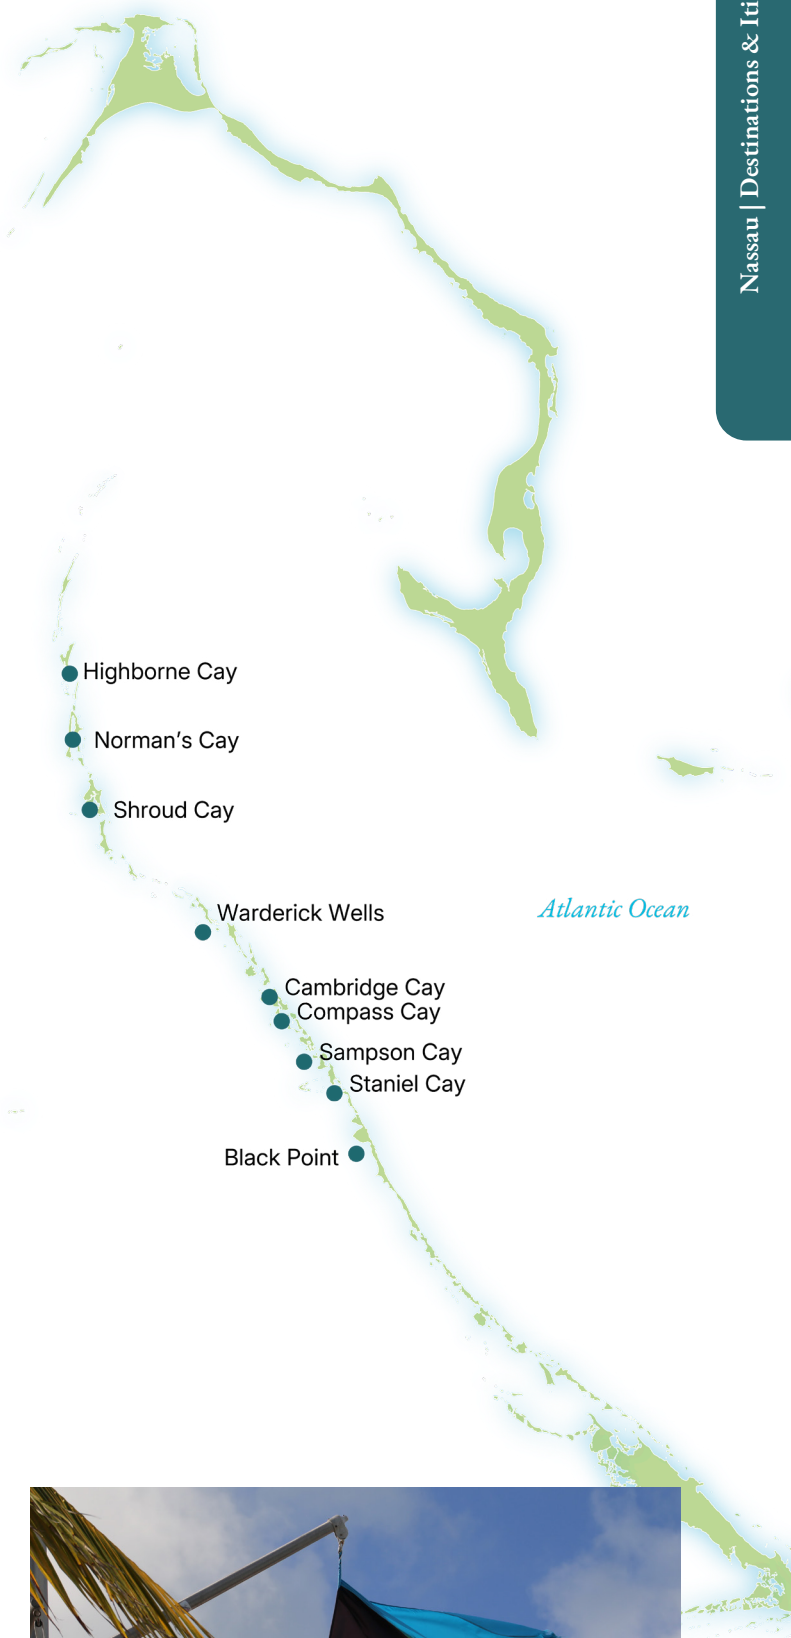 Nassau | Destinations & Iti
Highborne Cay
Norman's Cay
Shroud Cay
Warderick Wells
Atlantic Ocean
Cambridge Cay
Compass Cay
Sampson Cay
Staniel Cay
Black Point